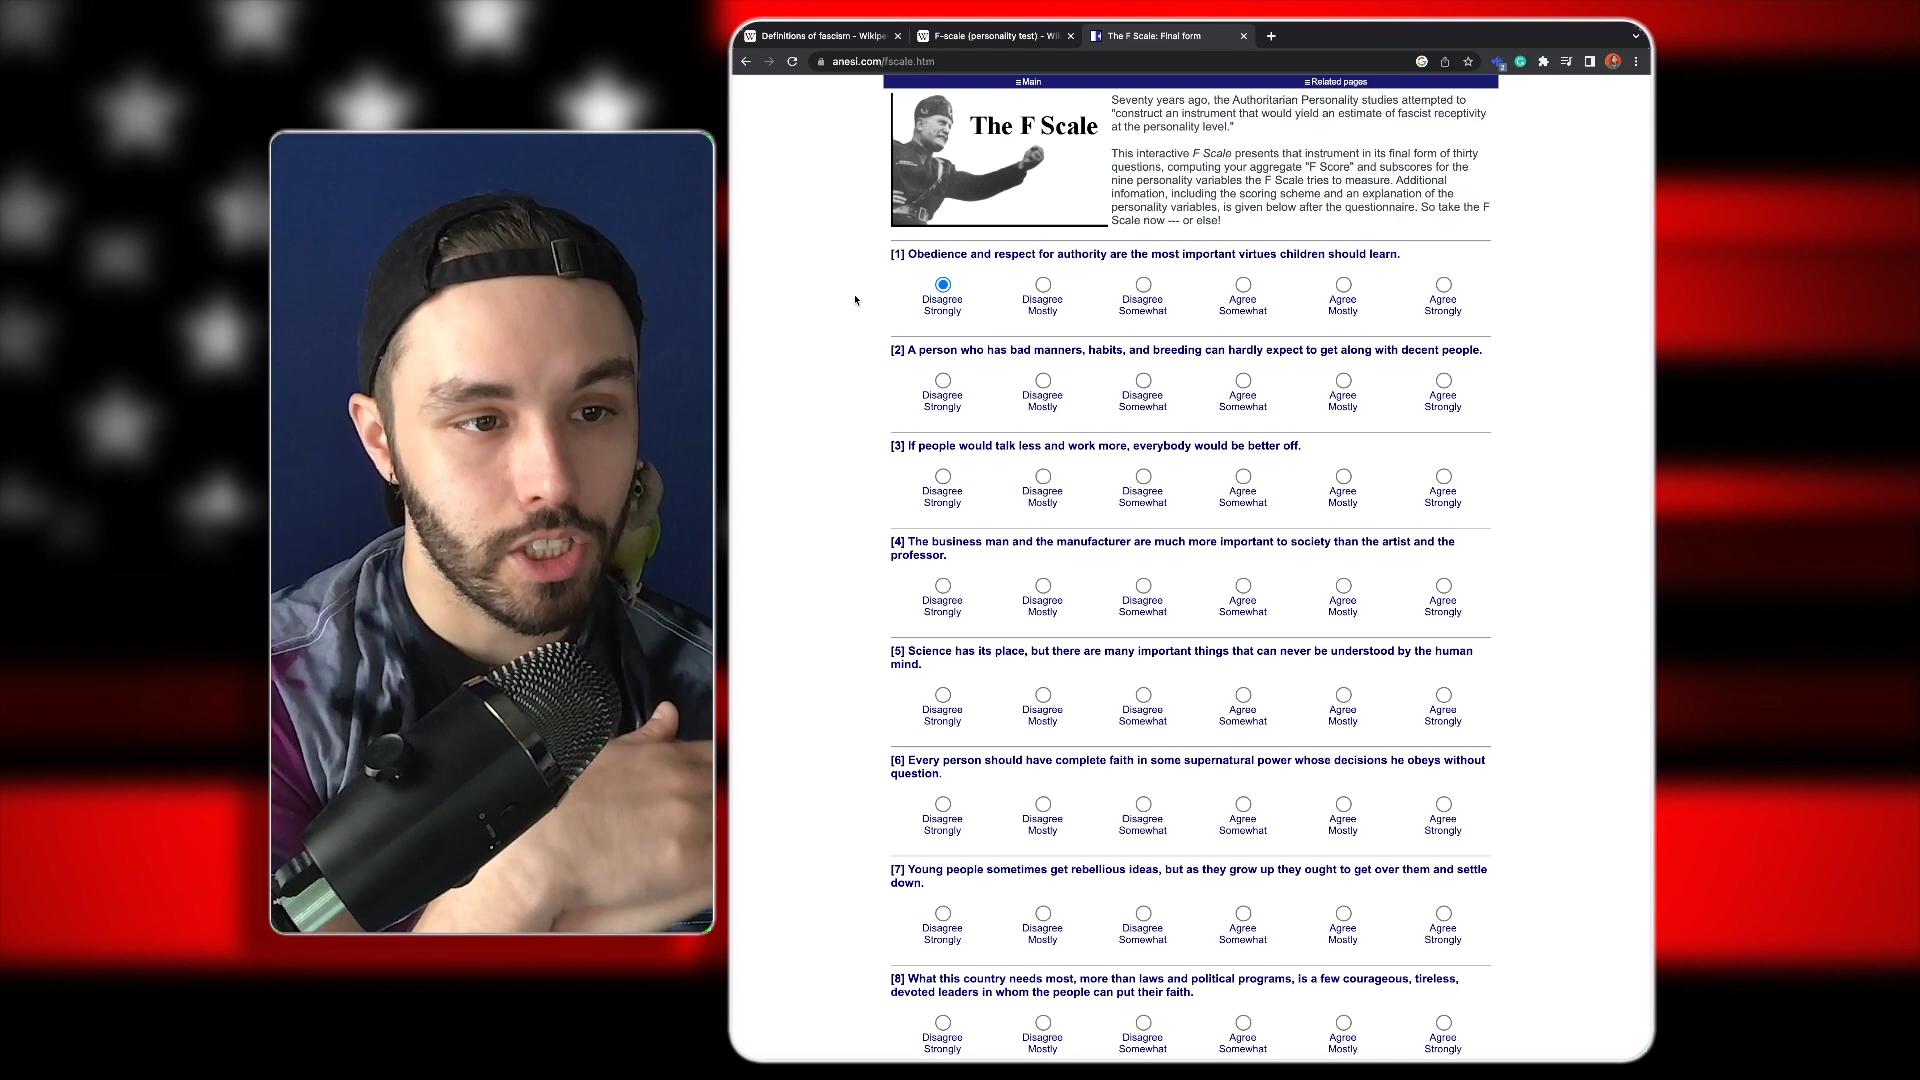 Definitions of fascism - Wikipe
F-scale (personality test) - Wi
The F Scale: Final form
anesi.com/fscale.htm
2
≡Main
≡Related pages
The F Scale
Seventy years ago, the Authoritarian Personality studies attempted to
"construct an instrument that would yield an estimate of fascist receptivity
at the personality level."
This interactive F Scale presents that instrument in its final form of thirty
questions, computing your aggregate "F Score" and subscores for the
nine personality variables the F Scale tries to measure. Additional
infomation, including the scoring scheme and an explanation of the
personality variables, is given below after the questionnaire. So take the F
Scale now --- or else!
[1] Obedience and respect for authority are the most important virtues children should learn.
Disagree Disagree Disagree Agree Agree Agree
Strongly Mostly Somewhat Somewhat Mostly Strongly
[2] A person who has bad manners, habits, and breeding can hardly expect to get along with decent people.
Disagree Disagree Disagree Agree Agree Agree
Strongly Mostly Somewhat Somewhat Mostly Strongly
[3] If people would talk less and work more, everybody would be better off.
Disagree Disagree Disagree Agree Agree Agree
Strongly Mostly Somewhat Somewhat Mostly Strongly
[4] The business man and the manufacturer are much more important to society than the artist and the
professor.
Disagree Disagree Disagree Agree Agree Agree
Strongly Mostly Somewhat Somewhat Mostly Strongly
[5] Science has its place, but there are many important things that can never be understood by the human
mind.
Disagree Disagree Disagree Agree Agree Agree
Strongly Mostly Somewhat Somewhat Mostly Strongly
[6] Every person should have complete faith in some supernatural power whose decisions he obeys without
question.
Disagree Disagree Disagree Agree Agree Agree
Strongly Mostly Somewhat Somewhat Mostly Strongly
[7] Young people sometimes get rebellious ideas, but as they grow up they ought to get over them and settle
down.
Disagree Disagree Disagree Agree Agree Agree
Strongly Mostly Somewhat Somewhat Mostly Strongly
[8] What this country needs most, more than laws and political programs, is a few courageous, tireless,
devoted leaders in whom the people can put their faith.
Disagree Disagree Disagree Agree Agree Agree
Strongly Mostly Somewhat Somewhat Mostly Strongly